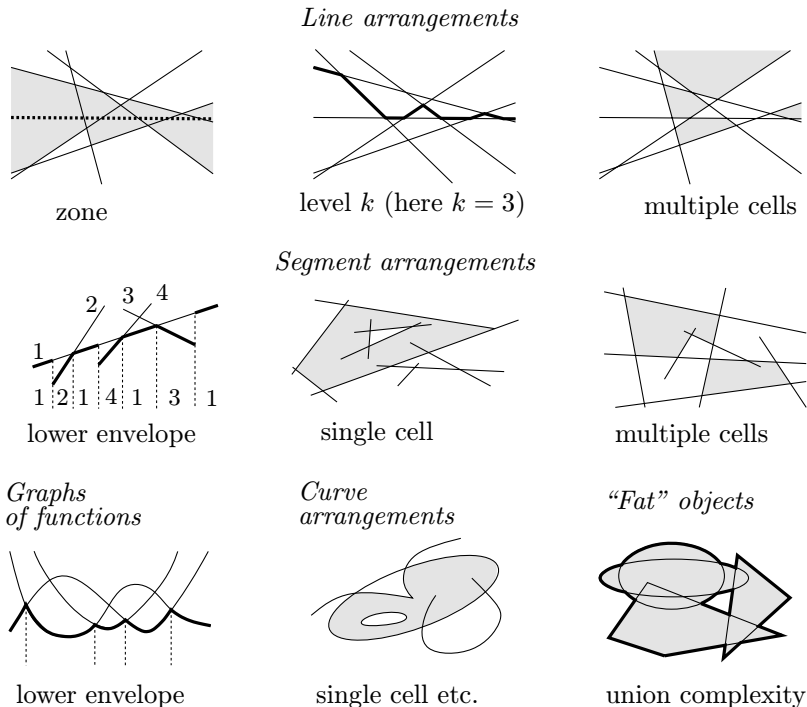 Line arrangements
zone
level k (here k = 3)
multiple cells
Segment arrangements
1
2
3
4
1 2 1 4 1 3 1
lower envelope
single cell
multiple cells
Graphs
of functions
Curve
arrangements
“Fat” objects
lower envelope
single cell etc.
union complexity